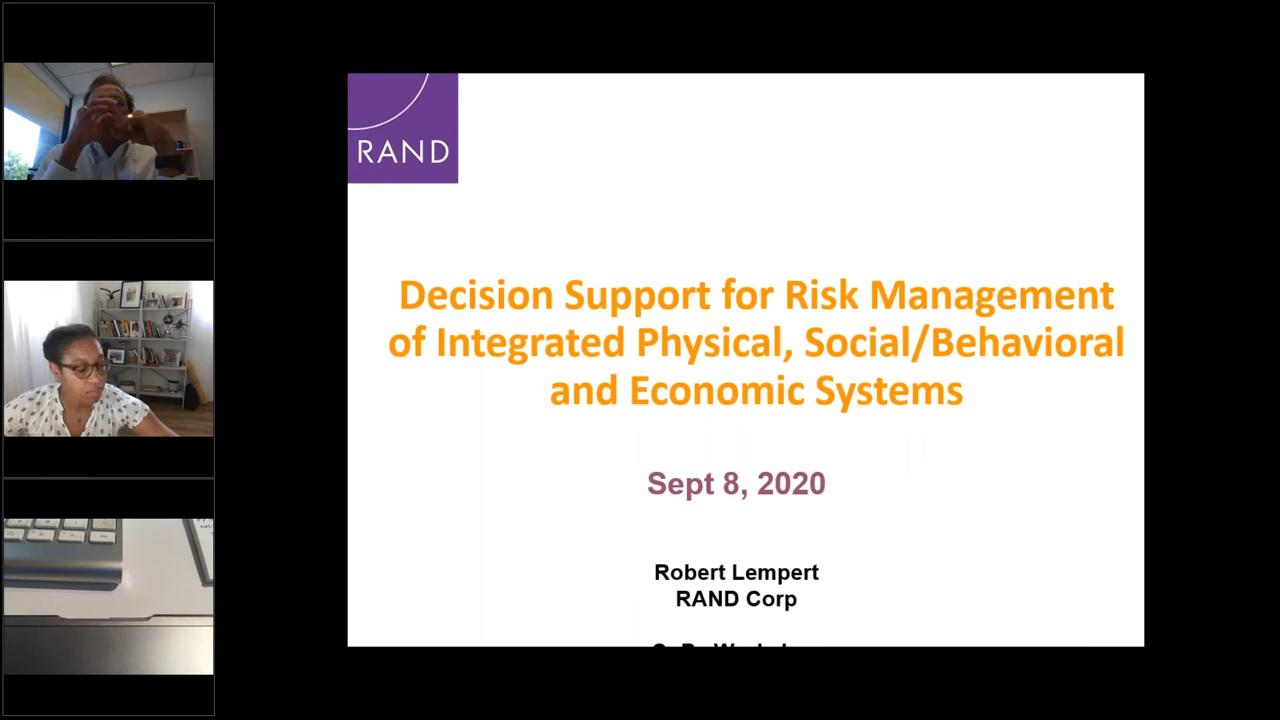 RAND
Decision Support for Risk Management
of Integrated Physical, Social/Behavioral
and Economic Systems
Sept 8, 2020
Robert Lempert
RAND Corp